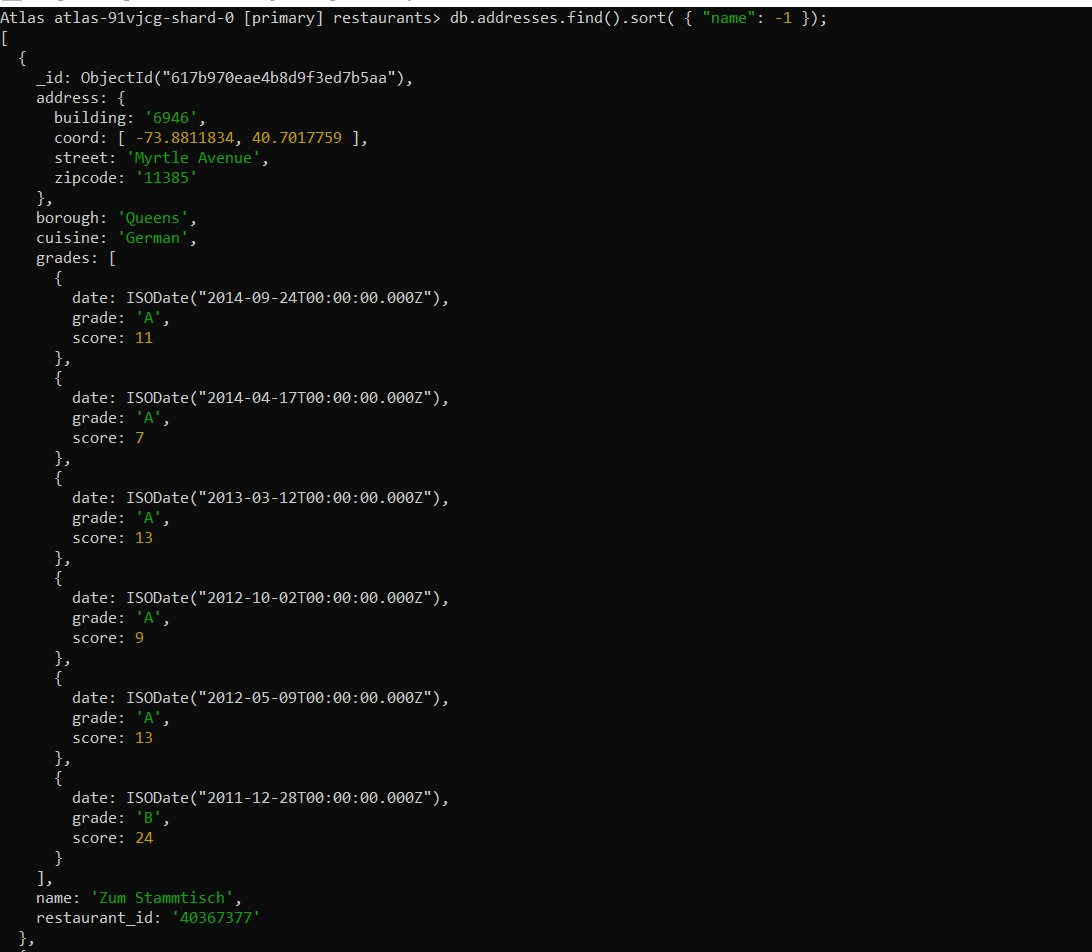 Atlas atlas-91vjcg-shard-0 [primary] restaurants> db.addresses.find().sort( { "name": -1 });
[
  {
    _id: ObjectId("617b970eae4b8d9f3ed7b5aa"),
    address: {
      building: '6946',
      coord: [ -73.8811834, 40.7017759 ],
      street: 'Myrtle Avenue',
      zipcode: '11385'
    },
    borough: 'Queens',
    cuisine: 'German',
    grades: [
      {
        date: ISODate("2014-09-24T00:00:00.000Z"),
        grade: 'A',
        score: 11
      },
      {
        date: ISODate("2014-04-17T00:00:00.000Z"),
        grade: 'A',
        score: 7
      },
      {
        date: ISODate("2013-03-12T00:00:00.000Z"),
        grade: 'A',
        score: 13
      },
      {
        date: ISODate("2012-10-02T00:00:00.000Z"),
        grade: 'A',
        score: 9
      },
      {
        date: ISODate("2012-05-09T00:00:00.000Z"),
        grade: 'A',
        score: 13
      },
      {
        date: ISODate("2011-12-28T00:00:00.000Z"),
        grade: 'B',
        score: 24
      }
    ],
    name: 'Zum Stammtisch',
    restaurant_id: '40367377'
  },